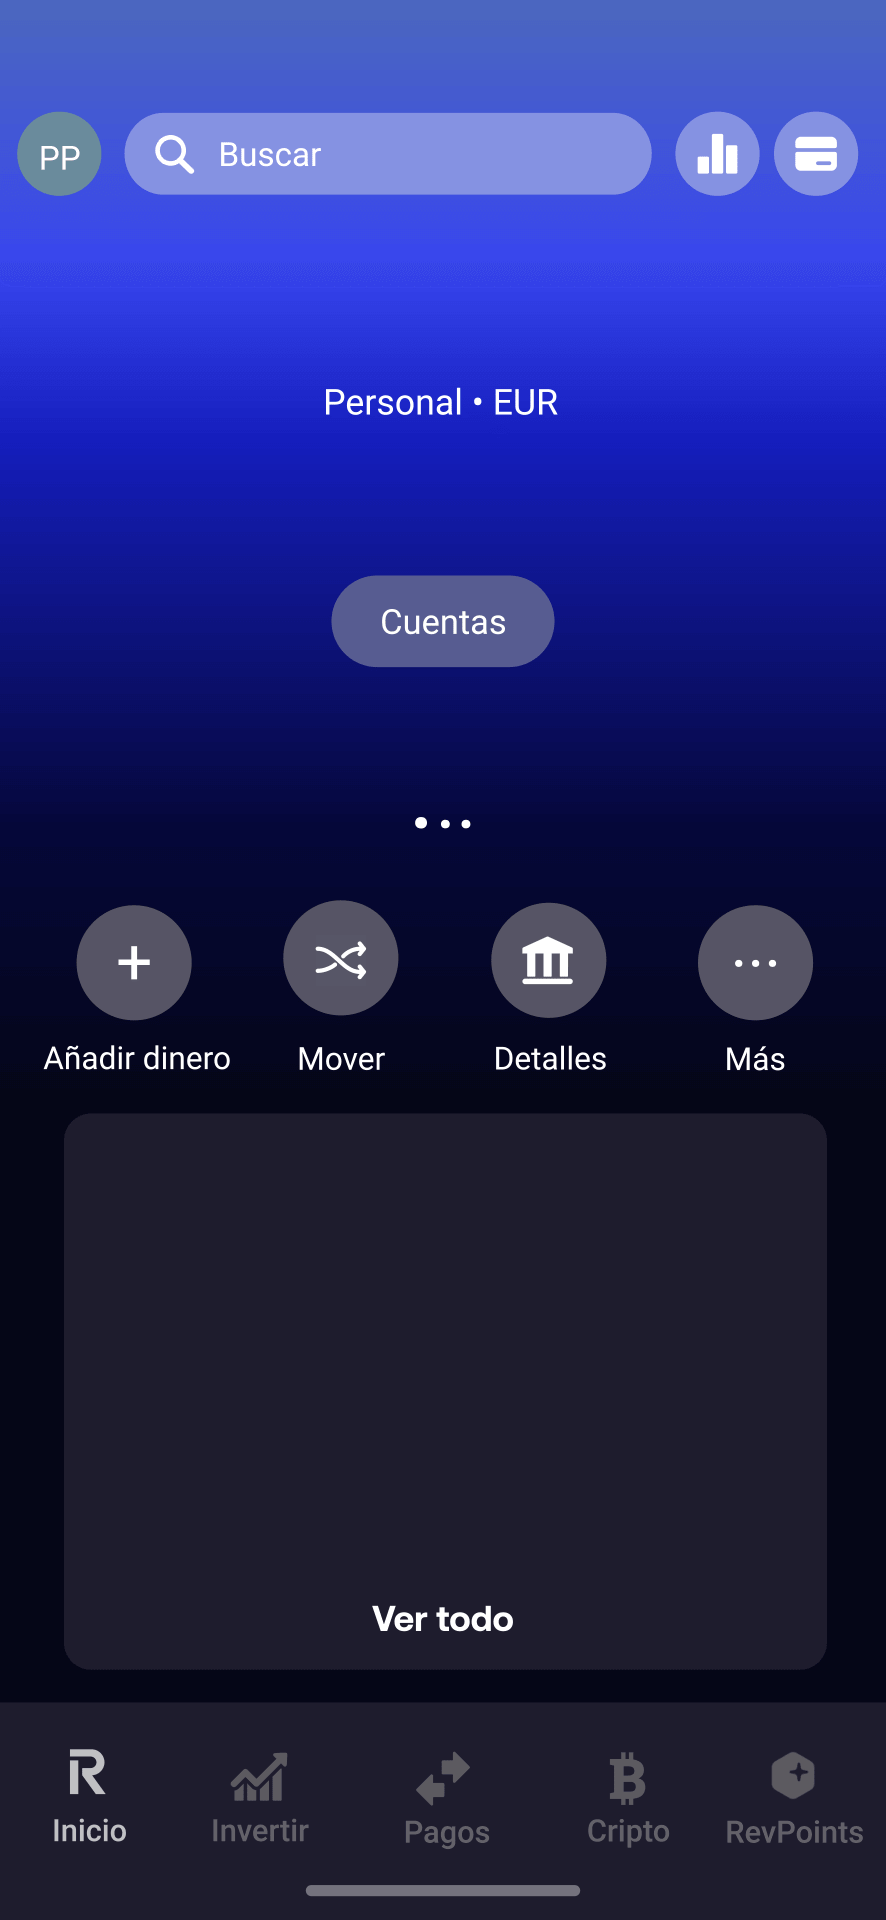 PP
Buscar
Personal • EUR
Cuentas
Añadir dinero
Mover
Detalles
Más
Ver todo
Inicio
Invertir
Pagos
Cripto
RevPoints